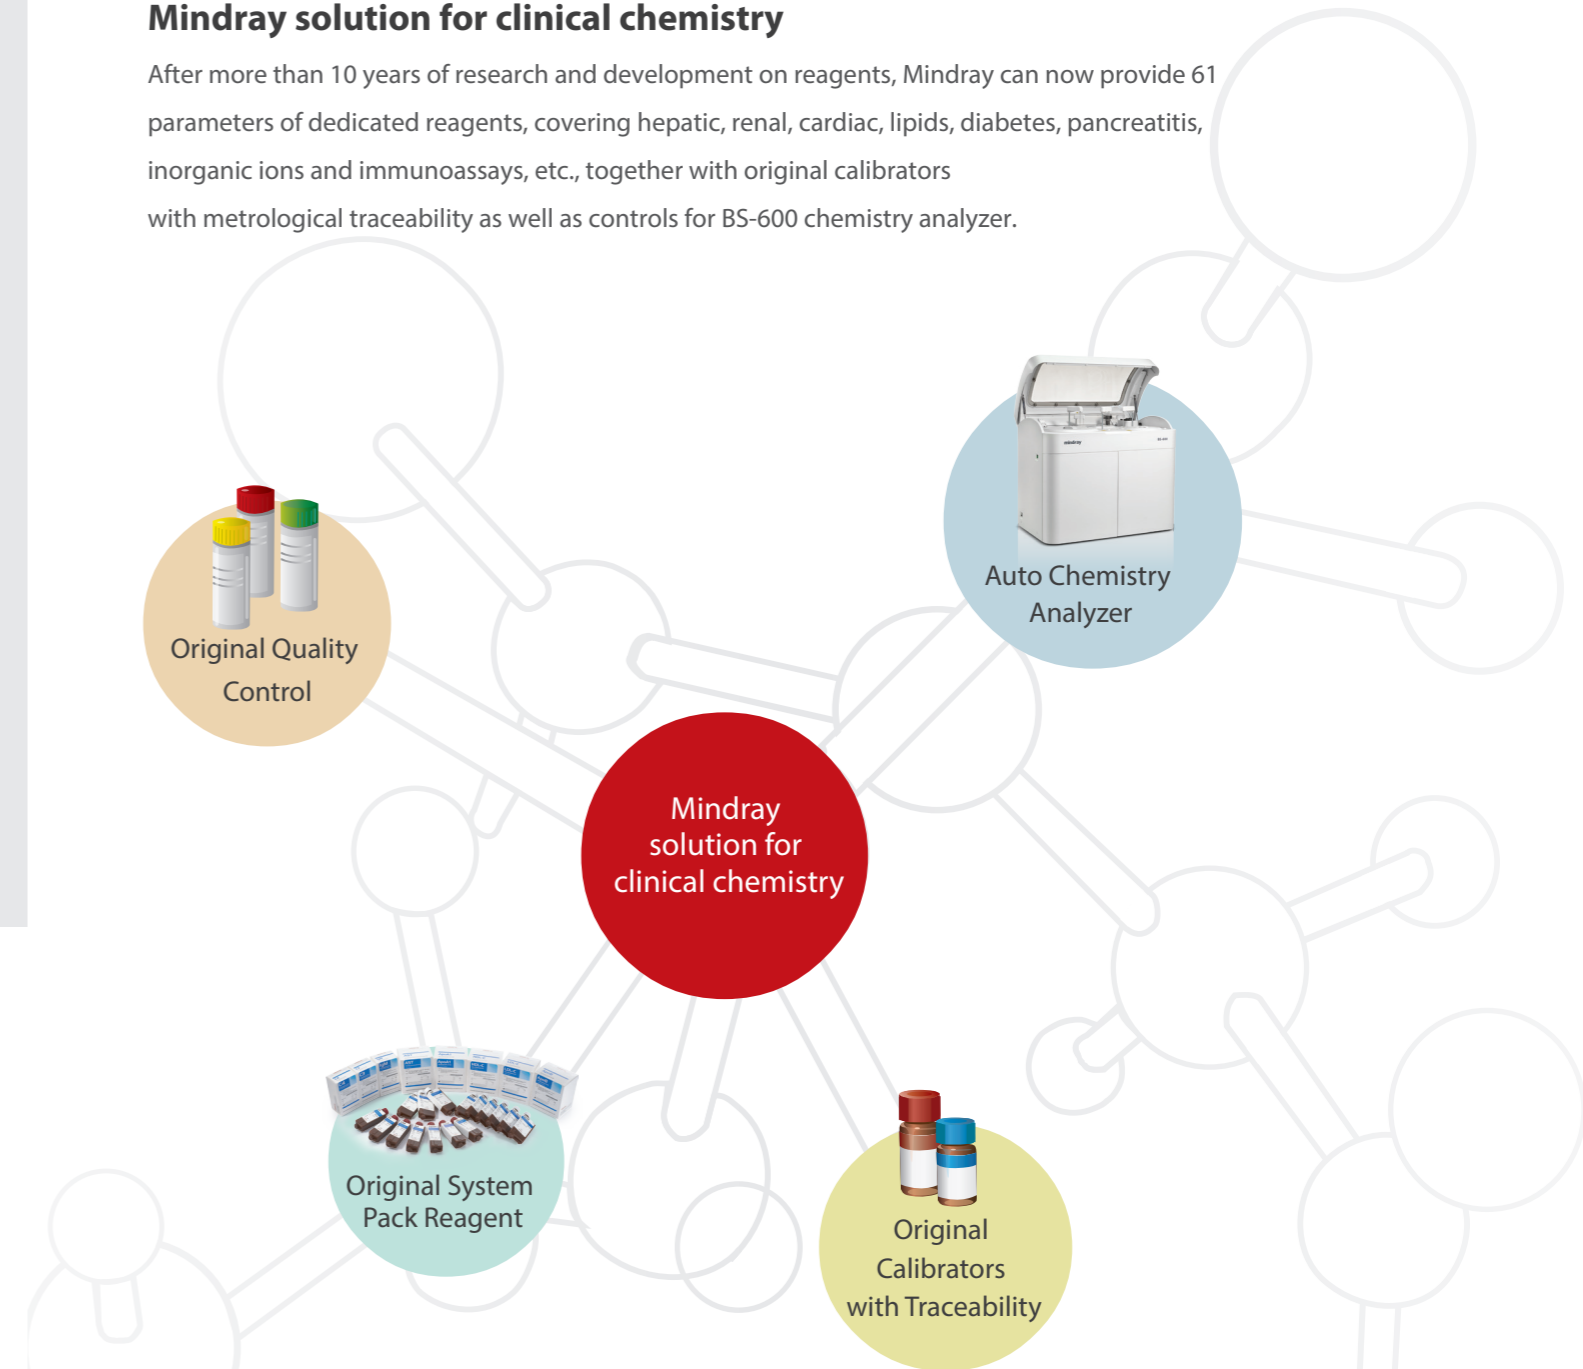 Mindray solution for clinical chemistry
After more than 10 years of research and development on reagents, Mindray can now provide 61
parameters of dedicated reagents, covering hepatic, renal, cardiac, lipids, diabetes, pancreatitis,
inorganic ions and immunoassays, etc., together with original calibrators
with metrological traceability as well as controls for BS-600 chemistry analyzer.
mindray
Auto Chemistry
Analyzer
Original Quality
Control
Mindray
solution for
clinical chemistry
Original System
Pack Reagent
Original
Calibrators
with Traceability